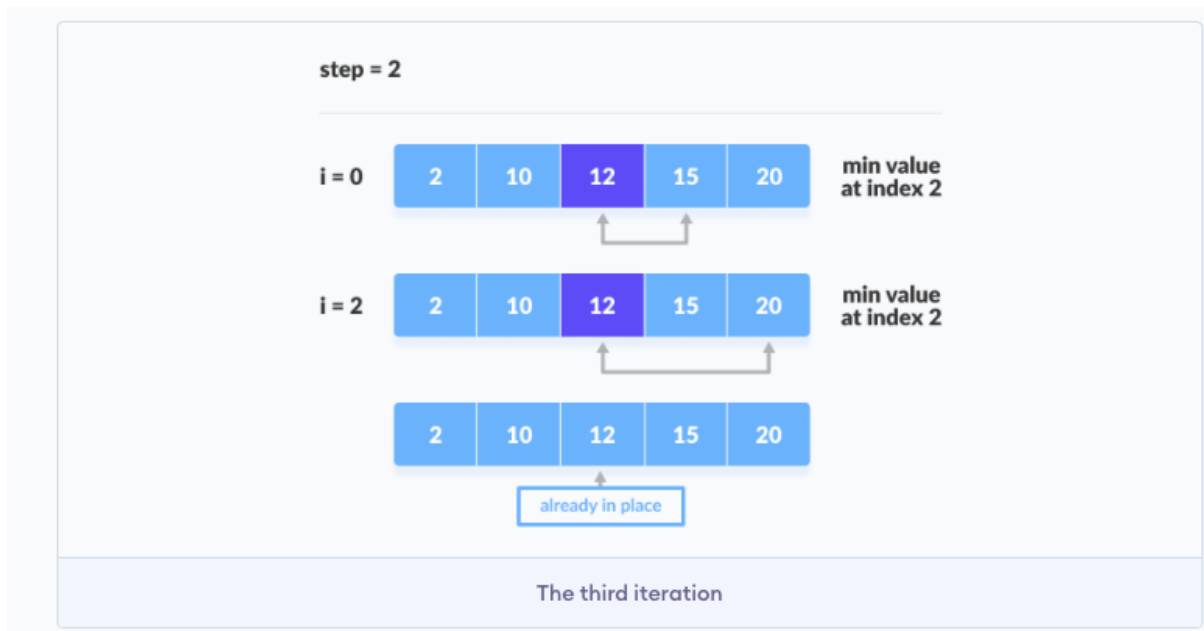 step = 2
i = 0 2 10 12 15 20 min value
at index 2
i = 2 2 10 12 15 20 min value
at index 2
2 10 12 15 20
already in place
The third iteration